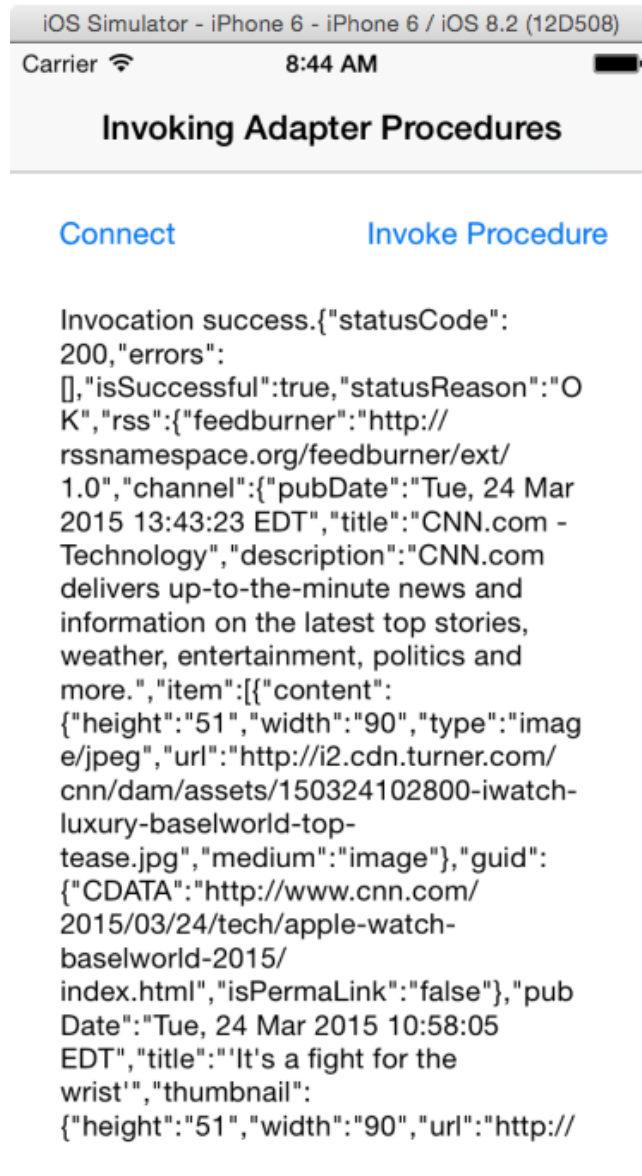 iOS Simulator - iPhone 6 - iPhone 6 / iOS 8.2 (12D508)
Carrier 8:44 AM
Invoking Adapter Procedures
Connect Invoke Procedure
Invocation success.{"statusCode":
200,"errors":
[],"isSuccessful":true,"statusReason":"O
K","rss":{"feedburner":"http://
rssnamespace.org/feedburner/ext/
1.0","channel":{"pubDate":"Tue, 24 Mar
2015 13:43:23 EDT","title":"CNN.com -
Technology","description":"CNN.com
delivers up-to-the-minute news and
information on the latest top stories,
weather, entertainment, politics and
more.","item":[{"content":
{"height":"51","width":"90","type":"imag
e/jpeg","url":"http://i2.cdn.turner.com/
cnn/dam/assets/150324102800-iwatch-
luxury-baselworld-top-
tease.jpg","medium":"image"},"guid":
{"CDATA":"http://www.cnn.com/
2015/03/24/tech/apple-watch-
baselworld-2015/
index.html","isPermaLink":"false"},"pub
Date":"Tue, 24 Mar 2015 10:58:05
EDT","title":"'It's a fight for the
wrist'","thumbnail":
{"height":"51","width":"90","url":"http://